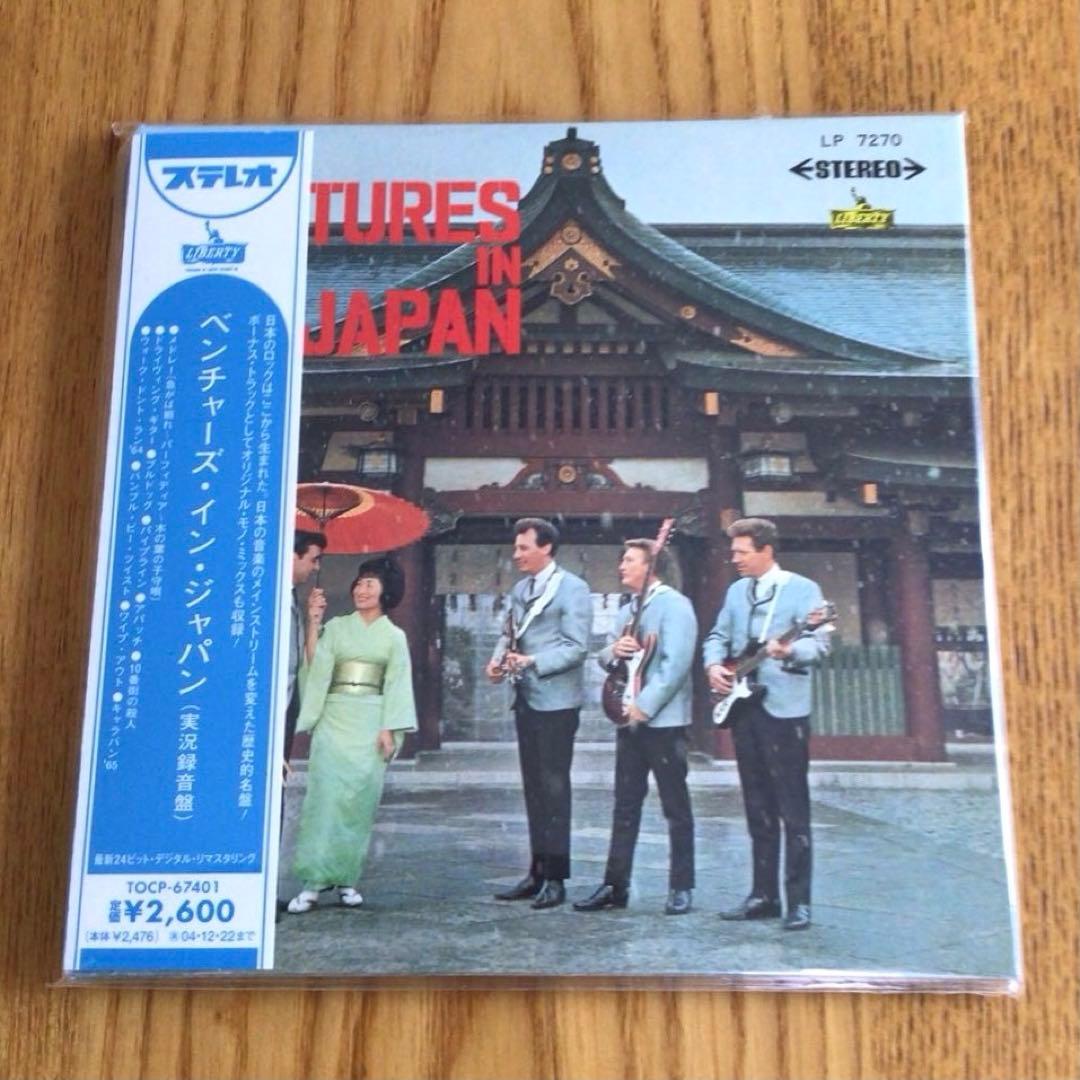 ステレオ
LIBERTY
日本のロックはここから生まれた。日本の音楽のメインストリームを変えた歴史的名盤!
ボーナス・トラックとしてオリジナル・モノ・ミックスも収録!
ベンチャーズ・イン・ジャパン(実況録音盤)
●メドレー(急がば廻れ〜パーフィディア〜木の葉の子守唄)
●ドライヴィング・ギター●ブルドッグ●パイプライン●アパッチ●10番街の殺人
●ウォーク・ドント・ラン'64●バンブル・ビー・ツイスト●ワイプ・アウト●キャラバン'65
最新24ビット・デジタル・リマスタリング
TOCP-67401
定価¥2,600
(本体¥2,476) 再04・12・22まで
TURES
IN
JAPAN
LP 7270
STEREO
LIBERTY